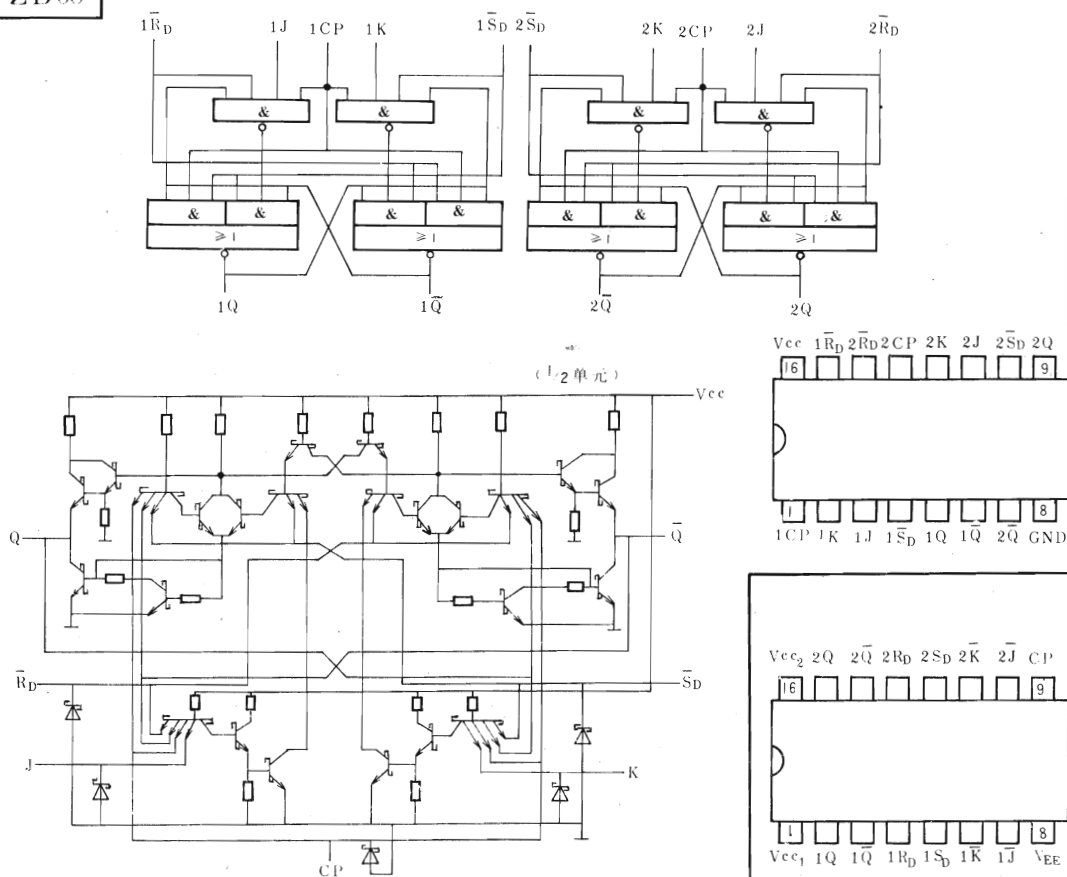 1R̅D 1J 1CP 1K 1S̅D 2S̅D 2K 2CP 2J 2R̅D
& & & &
& & & & & & & &
≥1 ≥1 ≥1 ≥1
1Q 1Q̅ 2Q̅ 2Q
(1/2单元)
Vcc
Q Q̅
R̅D S̅D
J K
CP
Vcc 1R̅D 2R̅D 2CP 2K 2J 2S̅D 2Q
16 9
1 8
1CP 1K 1J 1S̅D 1Q 1Q̅ 2Q̅ GND
Vcc2 2Q 2Q̅ 2RD 2SD 2K̅ 2J̅ CP
16 9
1 8
Vcc1 1Q 1Q̅ 1RD 1SD 1K̅ 1J̅ VEE